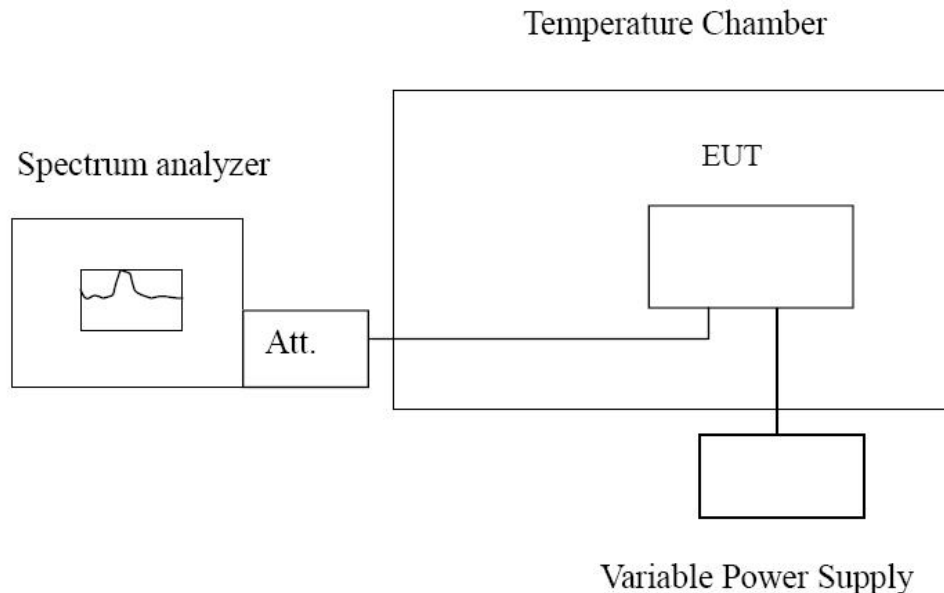 Temperature Chamber
EUT
Spectrum analyzer
Att.
Variable Power Supply